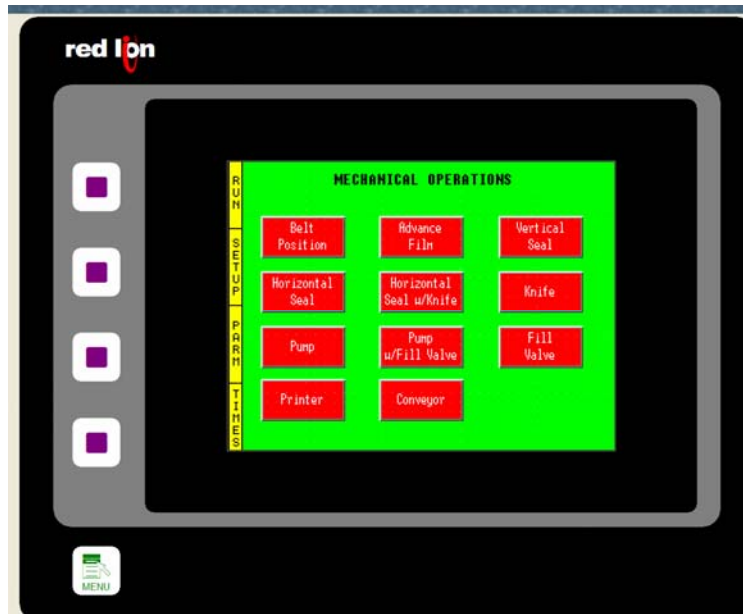 red lion
RUN
SETUP
PARM
TIMES
MECHANICAL OPERATIONS
Belt
Position
Advance
Film
Vertical
Seal
Horizontal
Seal
Horizontal
Seal w/Knife
Knife
Pump
Pump
w/Fill Valve
Fill
Valve
Printer
Conveyor
MENU